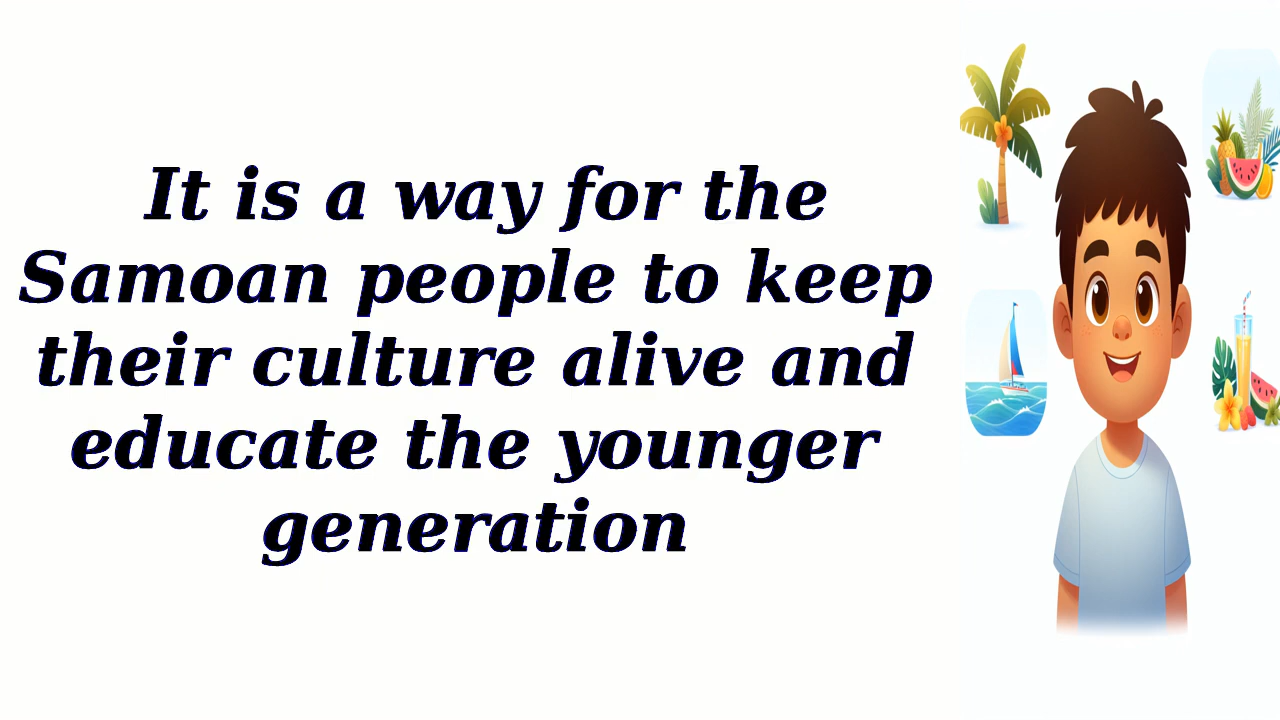 It is a way for the
Samoan people to keep
their culture alive and
educate the younger
generation